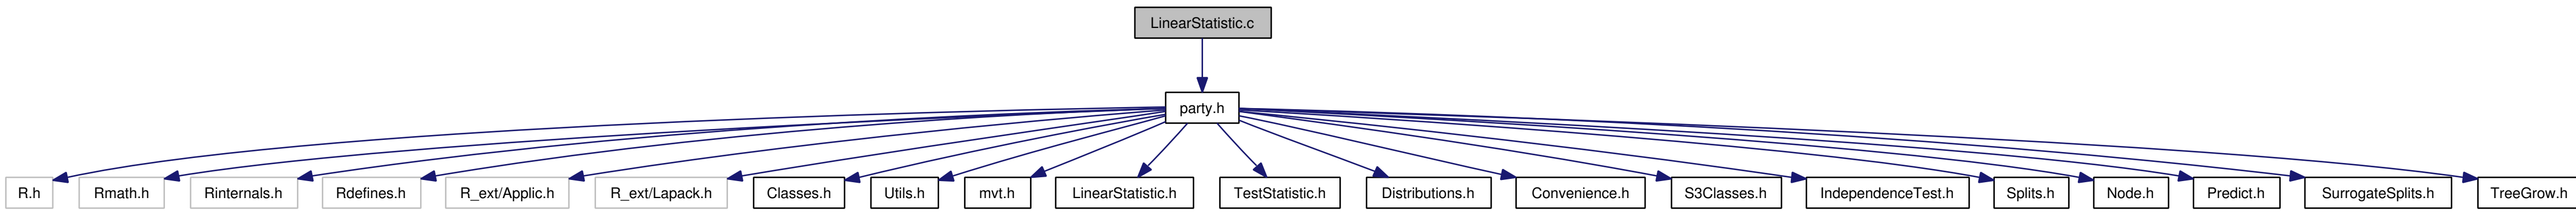 LinearStatistic.c
party.h
R.h
Rmath.h
Rinternals.h
Rdefines.h
R_ext/Applic.h
R_ext/Lapack.h
Classes.h
Utils.h
mvt.h
LinearStatistic.h
TestStatistic.h
Distributions.h
Convenience.h
S3Classes.h
IndependenceTest.h
Splits.h
Node.h
Predict.h
SurrogateSplits.h
TreeGrow.h